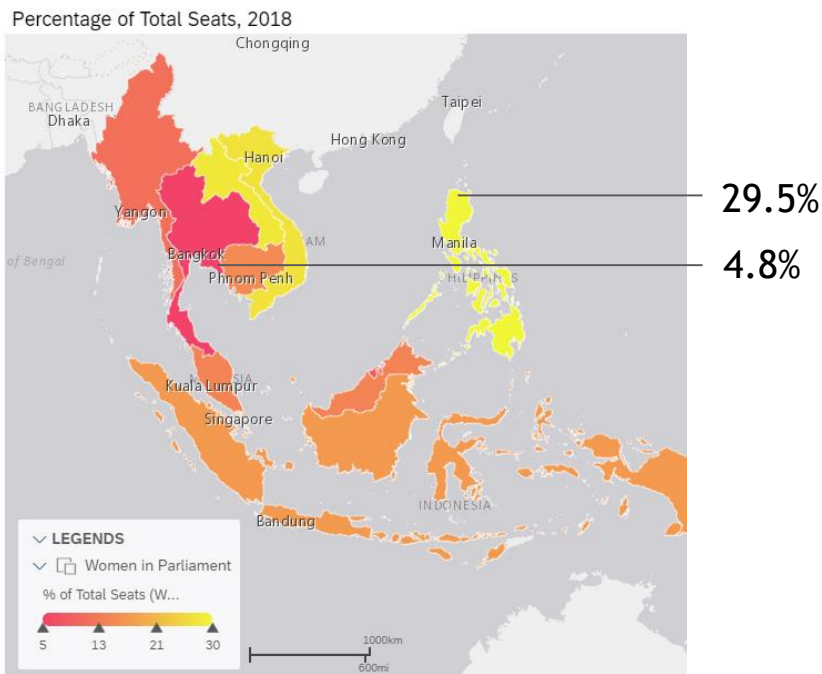 Percentage of Total Seats, 2018
Chongqing
Taipei
BANGLADESH
Dhaka
Hong Kong
Hanoi
29.5%
Yangon
AM
Manila
of Bengal
Bangkok
4.8%
Phnom Penh
Kuala Lumpur
Singapore
INDONESIA
Bandung
LEGENDS
Women in Parliament
% of Total Seats (W...
5 13 21 30
1000km
600mi